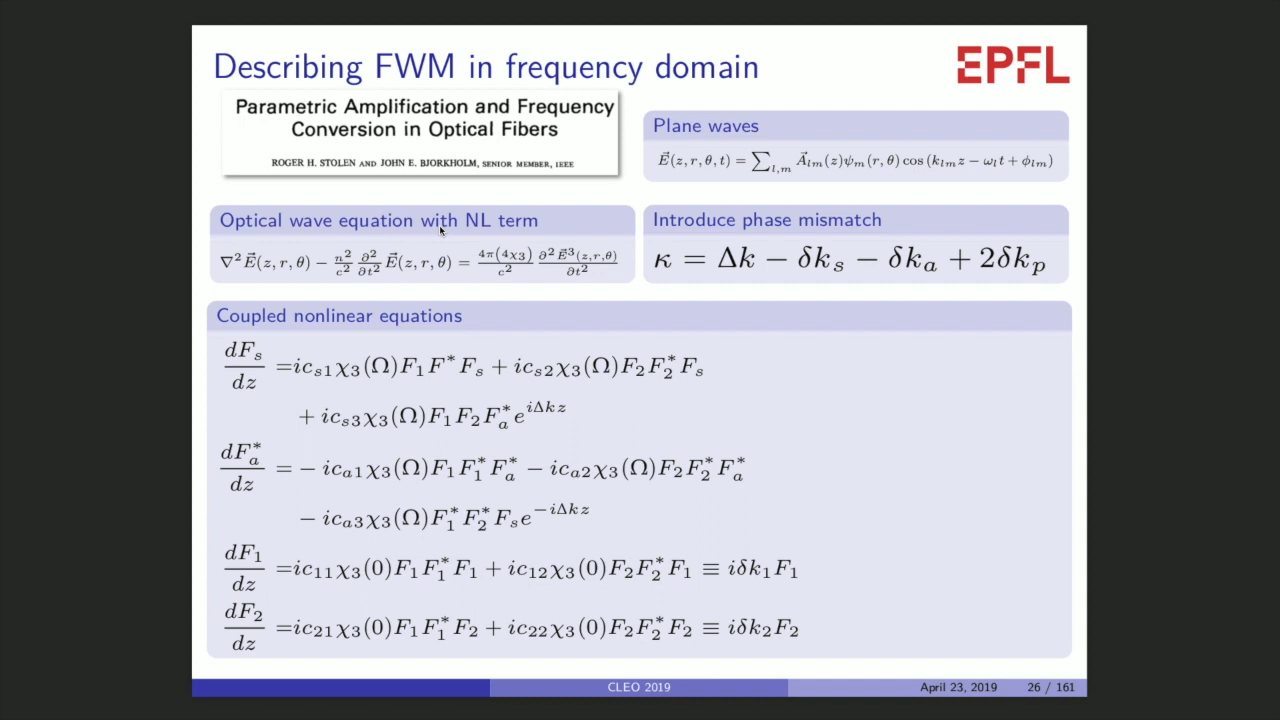 Describing FWM in frequency domain
EPFL
Parametric Amplification and Frequency
Conversion in Optical Fibers
ROGER H. STOLEN AND JOHN E. BJORKHOLM, SENIOR MEMBER, IEEE
Plane waves
$\vec{E}(z,r,\theta,t) = \sum_{l,m} \vec{A}_{lm}(z)\psi_m(r,\theta)\cos(k_{lm}z - \omega_l t + \phi_{lm})$
Optical wave equation with NL term
$\nabla^2 \vec{E}(z,r,\theta) - \frac{n^2}{c^2}\frac{\partial^2}{\partial t^2}\vec{E}(z,r,\theta) = \frac{4\pi(4\chi_3)}{c^2}\frac{\partial^2 \vec{E}^3(z,r,\theta)}{\partial t^2}$
Introduce phase mismatch
$\kappa = \Delta k - \delta k_s - \delta k_a + 2\delta k_p$
Coupled nonlinear equations
$\frac{dF_s}{dz} = ic_{s1}\chi_3(\Omega)F_1F^*F_s + ic_{s2}\chi_3(\Omega)F_2F_2^*F_s$
$+ ic_{s3}\chi_3(\Omega)F_1F_2F_a^*e^{i\Delta kz}$
$\frac{dF_a^*}{dz} = -ic_{a1}\chi_3(\Omega)F_1F_1^*F_a^* - ic_{a2}\chi_3(\Omega)F_2F_2^*F_a^*$
$- ic_{a3}\chi_3(\Omega)F_1^*F_2^*F_se^{-i\Delta kz}$
$\frac{dF_1}{dz} = ic_{11}\chi_3(0)F_1F_1^*F_1 + ic_{12}\chi_3(0)F_2F_2^*F_1 \equiv i\delta k_1F_1$
$\frac{dF_2}{dz} = ic_{21}\chi_3(0)F_1F_1^*F_2 + ic_{22}\chi_3(0)F_2F_2^*F_2 \equiv i\delta k_2F_2$
CLEO 2019
April 23, 2019 26 / 161